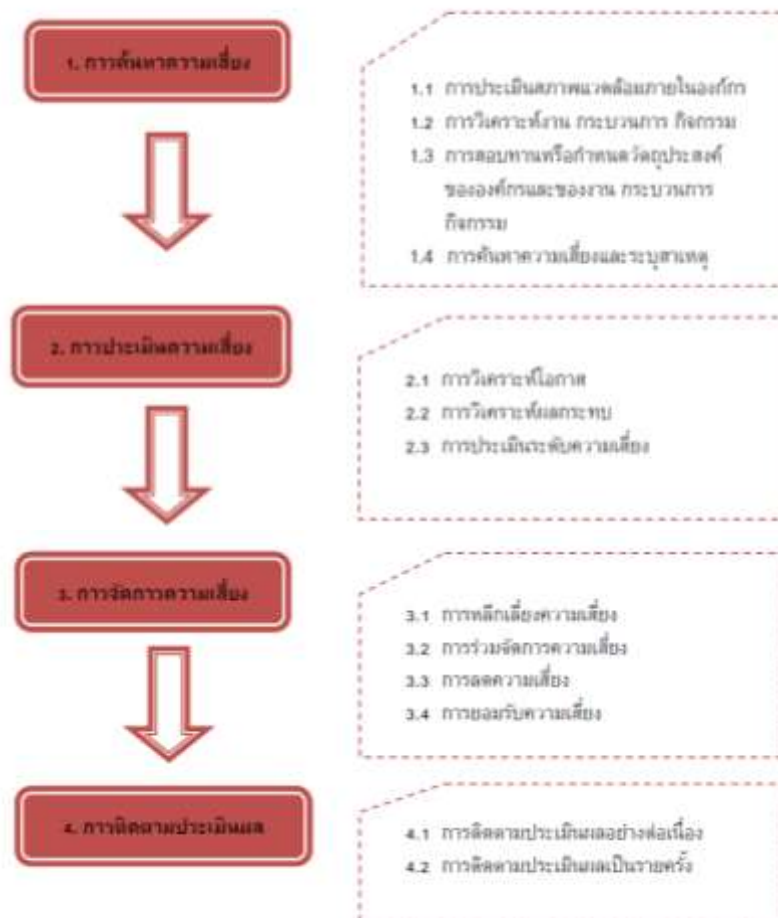 1. การค้นหาความเสี่ยง
1.1 การประเมินสภาพแวดล้อมภายในองค์กร
1.2 การวิเคราะห์งาน กระบวนการ กิจกรรม
1.3 การสอบทานหรือกำหนดวัตถุประสงค์
ขององค์กรและของงาน กระบวนการ
กิจกรรม
1.4 การค้นหาความเสี่ยงและระบุสาเหตุ
2. การประเมินความเสี่ยง
2.1 การวิเคราะห์โอกาส
2.2 การวิเคราะห์ผลกระทบ
2.3 การประเมินระดับความเสี่ยง
3. การจัดการความเสี่ยง
3.1 การหลีกเลี่ยงความเสี่ยง
3.2 การร่วมจัดการความเสี่ยง
3.3 การลดความเสี่ยง
3.4 การยอมรับความเสี่ยง
4. การติดตามประเมินผล
4.1 การติดตามประเมินผลอย่างต่อเนื่อง
4.2 การติดตามประเมินผลเป็นรายครั้ง